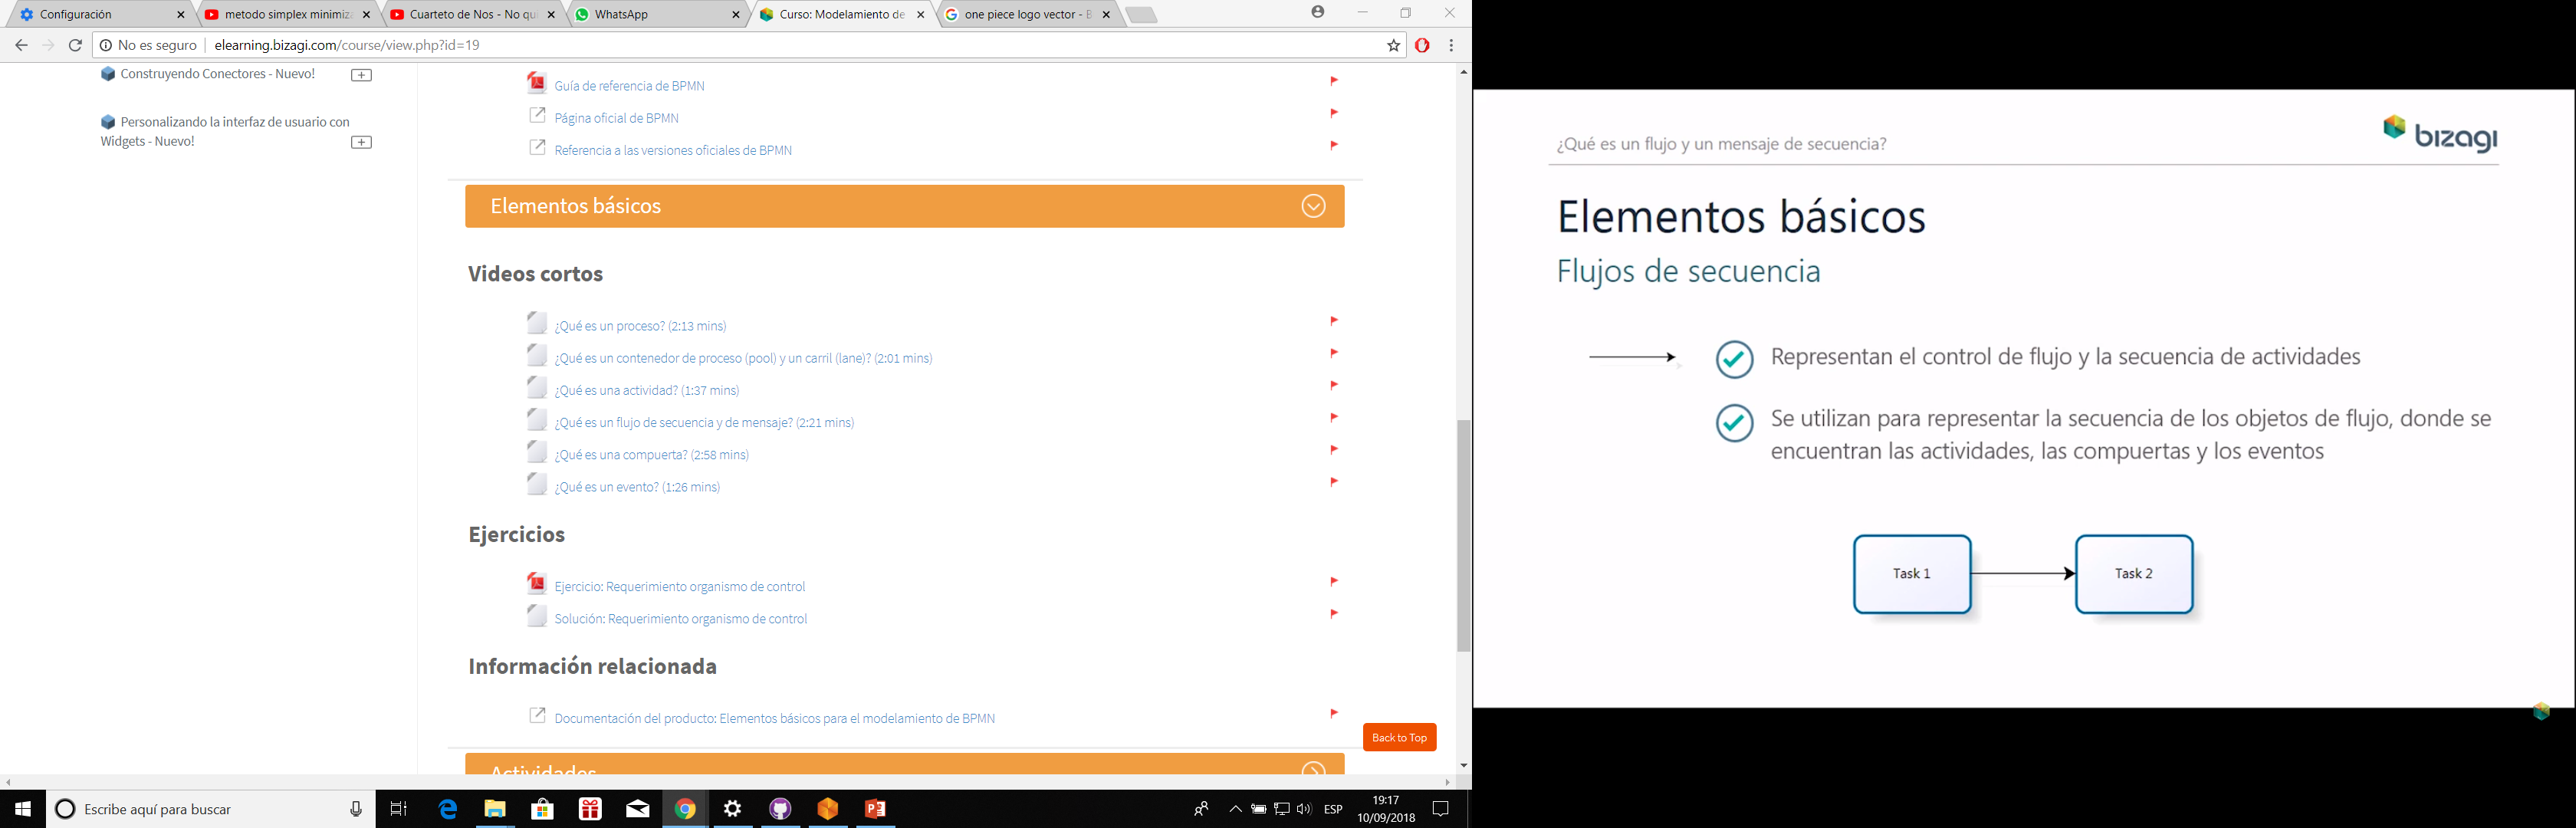 Configuración
metodo simplex minimiza
Cuarteto de Nos - No qu
WhatsApp
Curso: Modelamiento de
one piece logo vector - B
No es seguro
elearning.bizagi.com/course/view.php?id=19
Construyendo Conectores - Nuevo!
Personalizando la interfaz de usuario con
Widgets - Nuevo!
Guía de referencia de BPMN
Página oficial de BPMN
Referencia a las versiones oficiales de BPMN
Elementos básicos
Videos cortos
¿Qué es un proceso? (2:13 mins)
¿Qué es un contenedor de proceso (pool) y un carril (lane)? (2:01 mins)
¿Qué es una actividad? (1:37 mins)
¿Qué es un flujo de secuencia y de mensaje? (2:21 mins)
¿Qué es una compuerta? (2:58 mins)
¿Qué es un evento? (1:26 mins)
Ejercicios
Ejercicio: Requerimiento organismo de control
Solución: Requerimiento organismo de control
Información relacionada
Documentación del producto: Elementos básicos para el modelamiento de BPMN
Back to Top
Actividades
Escribe aquí para buscar
ESP
19:17
10/09/2018
¿Qué es un flujo y un mensaje de secuencia?
bizagi
Elementos básicos
Flujos de secuencia
Representan el control de flujo y la secuencia de actividades
Se utilizan para representar la secuencia de los objetos de flujo, donde se
encuentran las actividades, las compuertas y los eventos
Task 1
Task 2